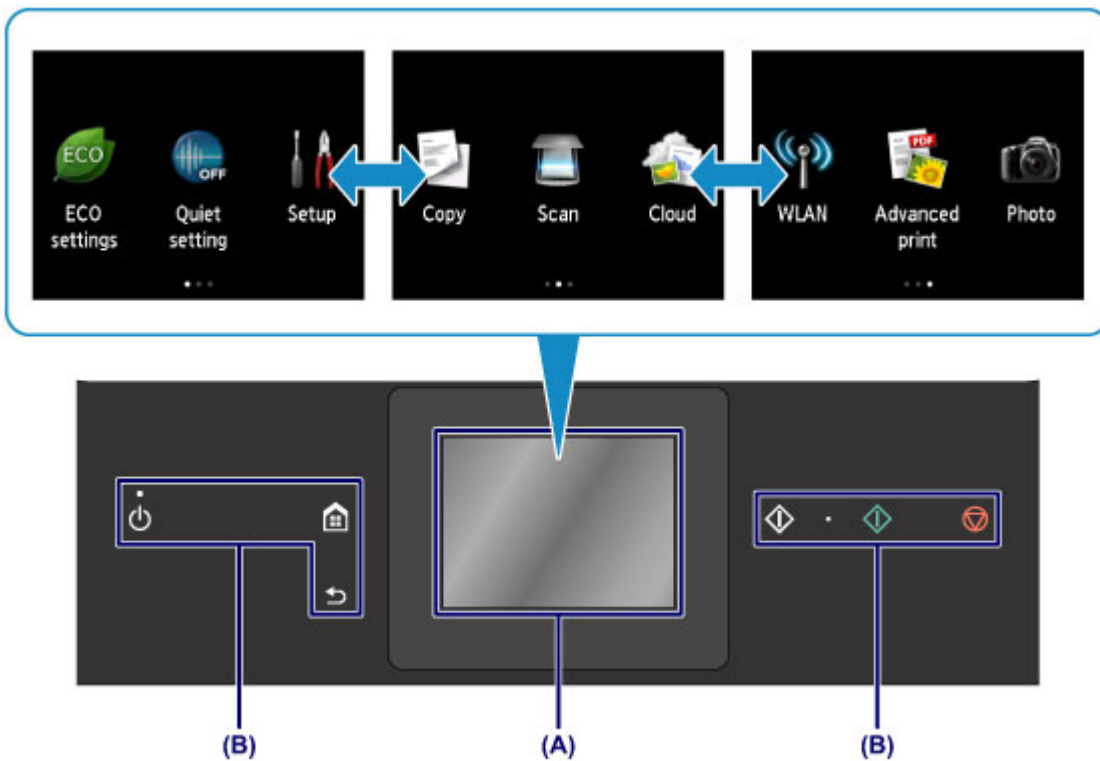 ECO
OFF
PDF
ECO
settings
Quiet
setting
Setup
Copy
Scan
Cloud
WLAN
Advanced
print
Photo
(B)
(A)
(B)